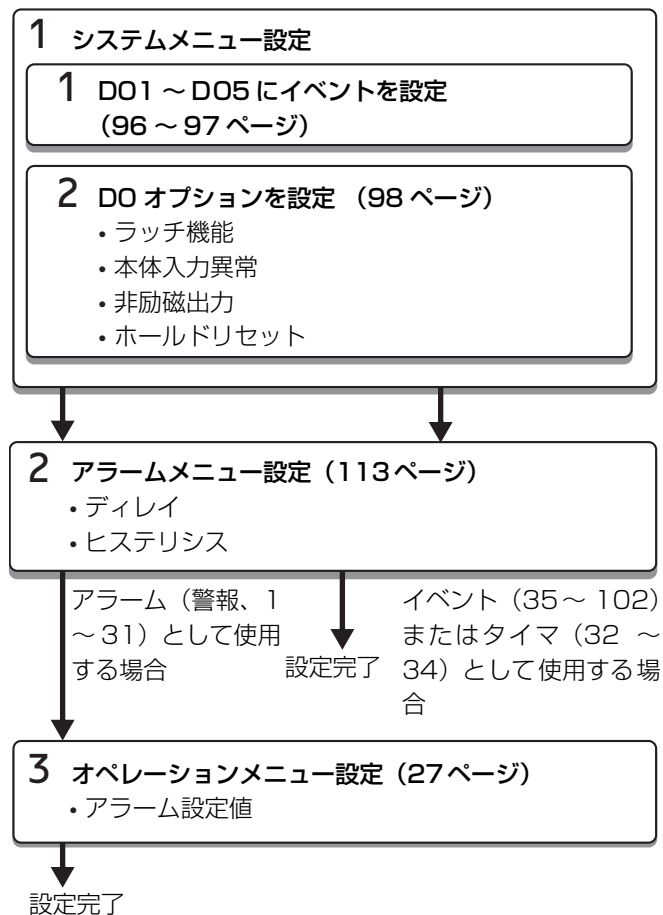 1 システムメニュー設定
1 DO1 ～ DO5 にイベントを設定
（96 ～ 97 ページ）
2 DO オプションを設定 （98 ページ）
• ラッチ機能
• 本体入力異常
• 非励磁出力
• ホールドリセット
2 アラームメニュー設定（113 ページ）
• ディレイ
• ヒステリシス
アラーム（警報、1
～ 31）として使用
する場合
設定完了
イベント（35 ～ 102）
またはタイマ（32 ～
34）として使用する場
合
3 オペレーションメニュー設定（27 ページ）
• アラーム設定値
設定完了